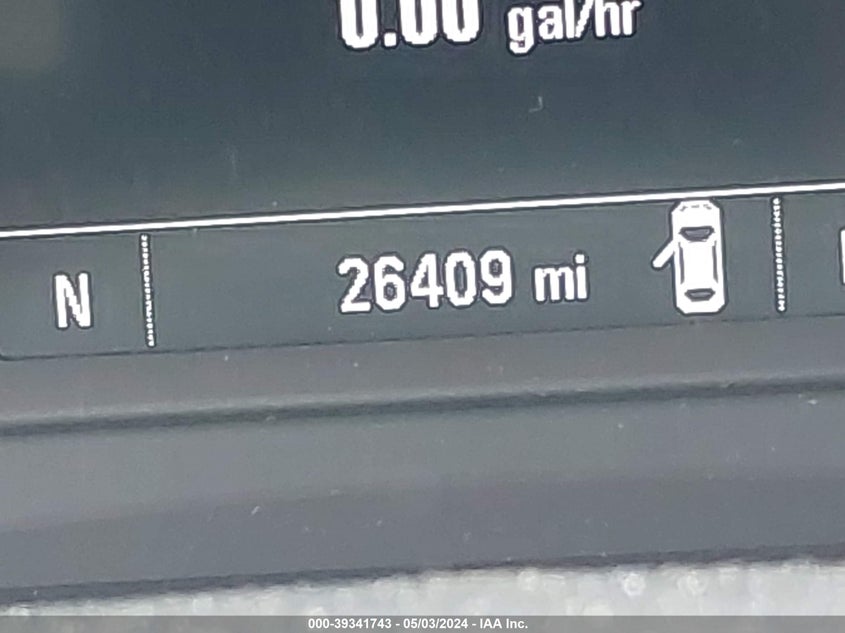 0.00 gal/hr
N 26409 mi
000-39341743 - 05/03/2024 - IAA Inc.